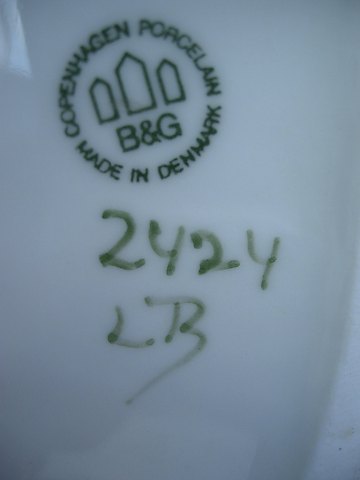 COPENHAGEN PORCELAIN
B&G
MADE IN DENMARK
2424
LB